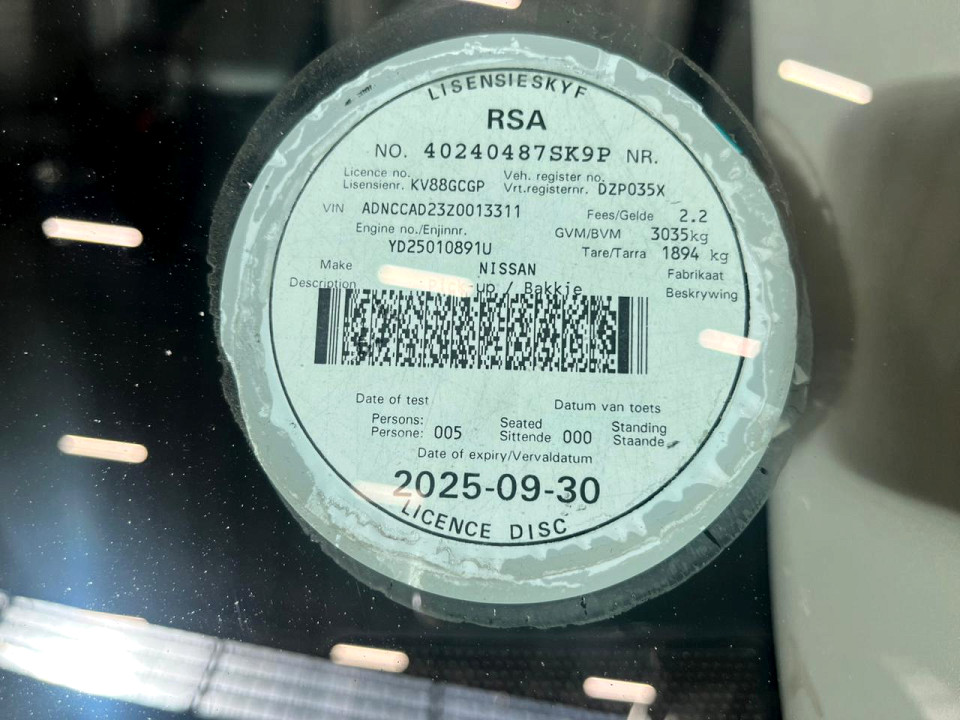 LISENSIESKYF
RSA
NO. 40240487SK9P NR.
Licence no. Veh. register no.
Lisensienr. KV88GCGP Vrt.registernr. DZP035X
VIN ADNCCAD23Z0013311 Fees/Gelde 2.2
Engine no./Enjinnr. GVM/BVM 3035kg
YD25010891U Tare/Tarra 1894 kg
Make NISSAN Fabrikaat
Description Pick-up / Bakkie Beskrywing
Date of test Datum van toets
Persons: Seated Standing
Persone: 005 Sittende 000 Staande
Date of expiry/Vervaldatum
2025-09-30
LICENCE DISC